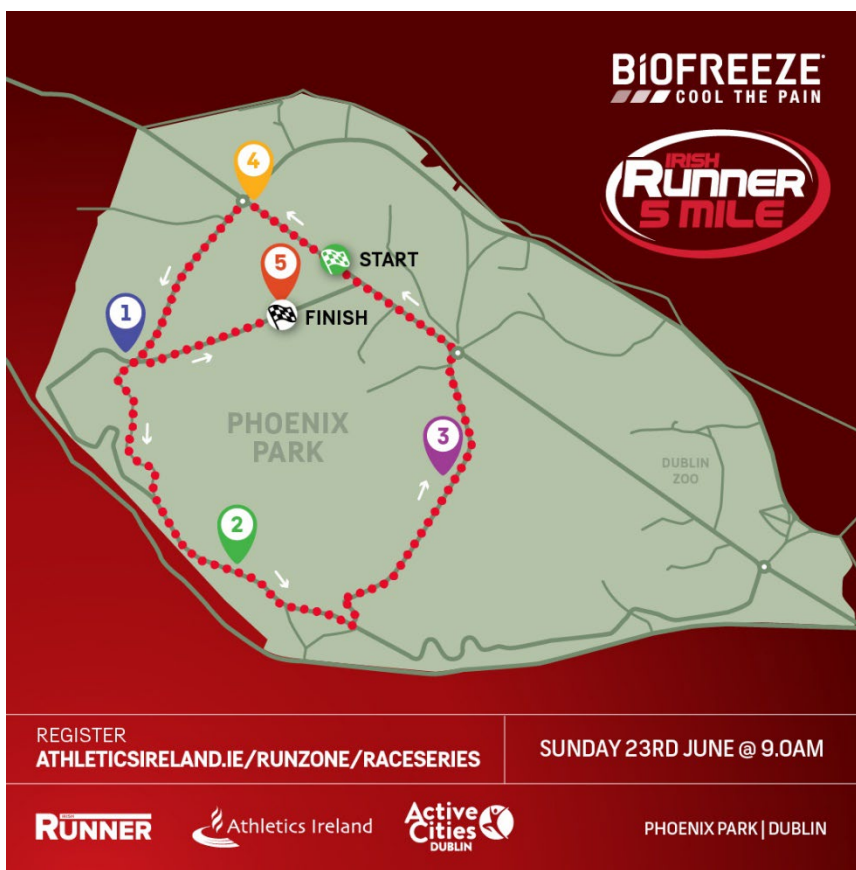 BIOFREEZE
COOL THE PAIN
IRISH
RUNNER
5 MILE
4
START
5
FINISH
1
PHOENIX
PARK
3
DUBLIN
ZOO
2
REGISTER
ATHLETICSIRELAND.IE/RUNZONE/RACESERIES
SUNDAY 23RD JUNE @ 9.0AM
IRISH
RUNNER
Athletics Ireland
Active
Cities
DUBLIN
PHOENIX PARK | DUBLIN